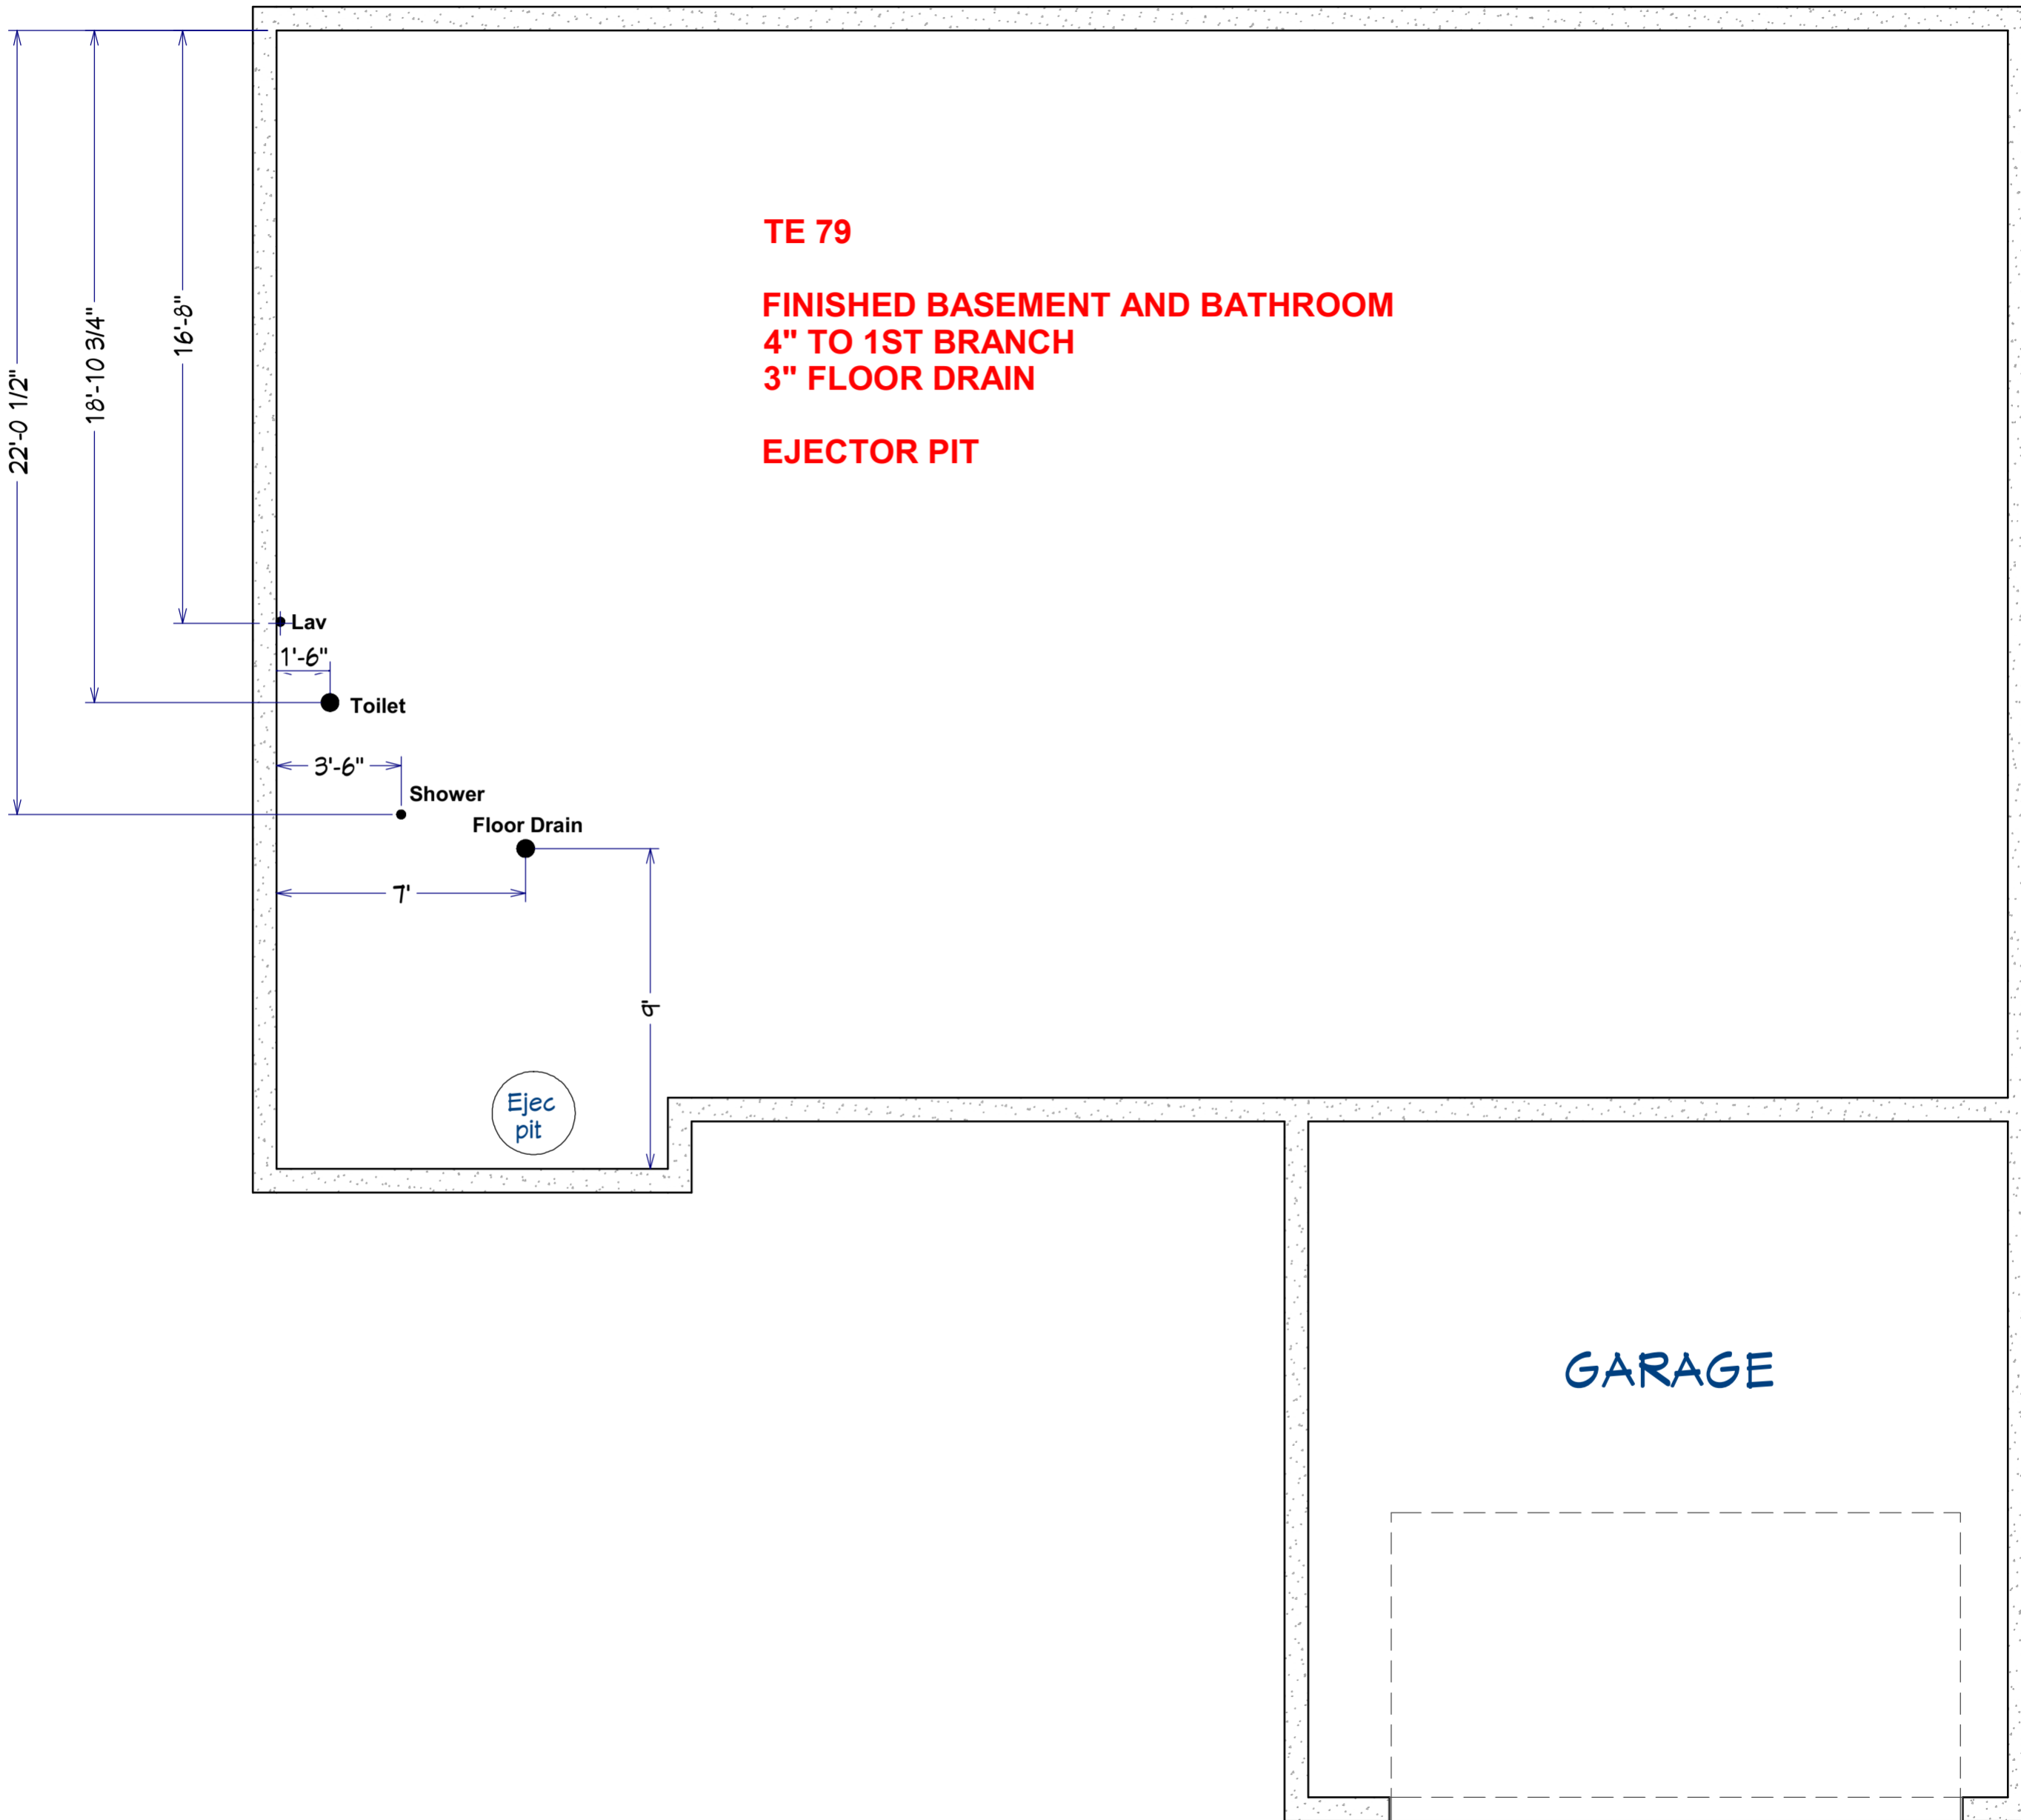 TE 79
FINISHED BASEMENT AND BATHROOM
4" TO 1ST BRANCH
3" FLOOR DRAIN
EJECTOR PIT
22'-0 1/2"
18'-10 3/4"
16'-8"
Lav
1'-6"
Toilet
3'-6"
Shower
Floor Drain
7'
9'
Ejec
pit
GARAGE